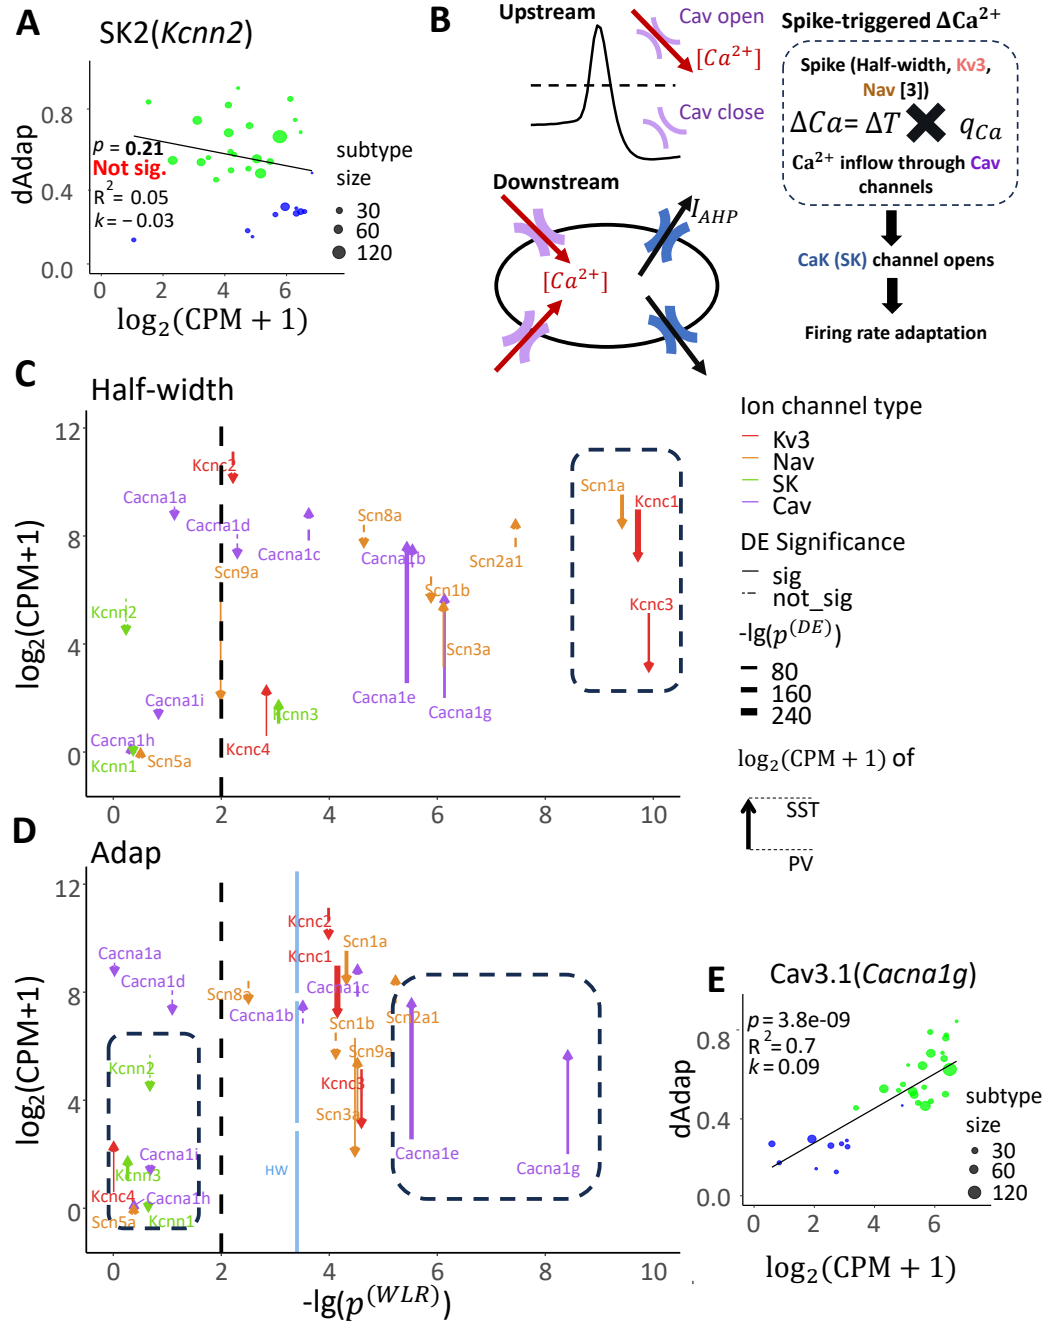 A
SK2(Kcnn2)
dAdap
0.8
0.4
0.0
p = 0.21
Not sig.
R² = 0.05
k = −0.03
subtype
size
30
60
120
0 2 4 6
log₂(CPM + 1)
B
Upstream
Cav open
[Ca²⁺]
Cav close
Downstream
[Ca²⁺]
I_AHP
Spike-triggered ΔCa²⁺
Spike (Half-width, Kv3,
Nav [3])
ΔCa= ΔT ✖ q_Ca
Ca²⁺ inflow through Cav
channels
CaK (SK) channel opens
Firing rate adaptation
C
Half-width
log₂(CPM+1)
12
8
4
0
Kcnc2
Cacna1a
Cacna1d
Cacna1c
Scn9a
Scn8a
Cacna1b
Scn2a1
Scn1b
Scn1a
Kcnc1
Kcnc3
Kcnn2
Scn3a
Cacna1e
Cacna1g
Cacna1i
Kcnn3
Kcnc4
Cacna1h
Kcnn1
Scn5a
0 2 4 6 8 10
Ion channel type
Kv3
Nav
SK
Cav
DE Significance
sig
not_sig
-lg(p⁽ᴰᴱ⁾)
80
160
240
log₂(CPM + 1) of
SST
PV
D
Adap
log₂(CPM+1)
12
8
4
0
Kcnc2
Scn1a
Kcnc1
Cacna1a
Cacna1d
Cacna1c
Scn8a
Cacna1b
Scn2a1
Scn1b
Scn9a
Kcnc3
Scn3a
Kcnn2
Cacna1i
Kcnn3
Kcnc4
Cacna1h
Scn5a
Kcnn1
HW
Cacna1e
Cacna1g
0 2 4 6 8 10
-lg(p⁽ᵂᴸᴿ⁾)
E
Cav3.1(Cacna1g)
dAdap
0.8
0.4
0.0
p = 3.8e-09
R² = 0.7
k = 0.09
subtype
size
30
60
120
0 2 4 6
log₂(CPM + 1)